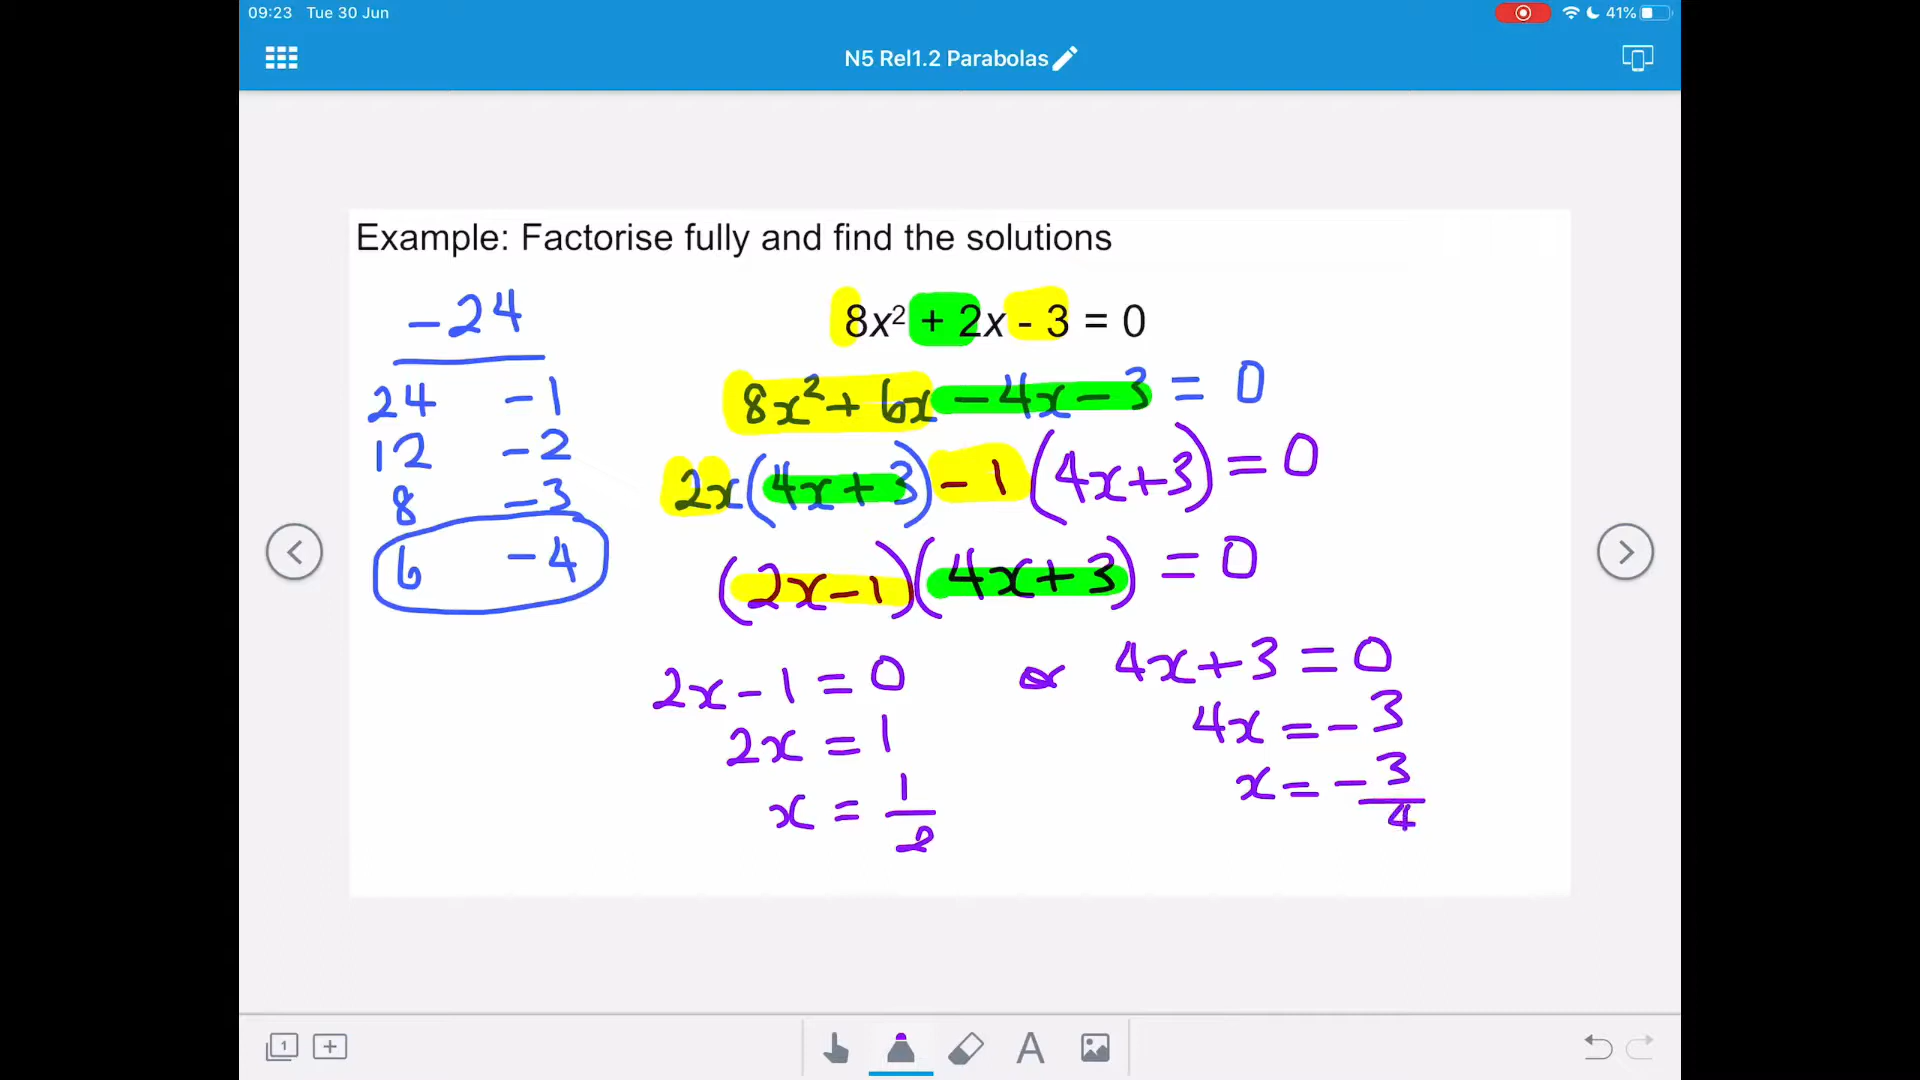 09:23 Tue 30 Jun
41%
N5 Rel1.2 Parabolas
Example: Factorise fully and find the solutions
8x² + 2x - 3 = 0
-24
24 -1
12 -2
8 -3
6 -4
8x² + 6x - 4x - 3 = 0
2x(4x + 3) - 1(4x + 3) = 0
(2x - 1)(4x + 3) = 0
2x - 1 = 0 or 4x + 3 = 0
2x = 1
x = 1/2
4x = -3
x = -3/4
1
A